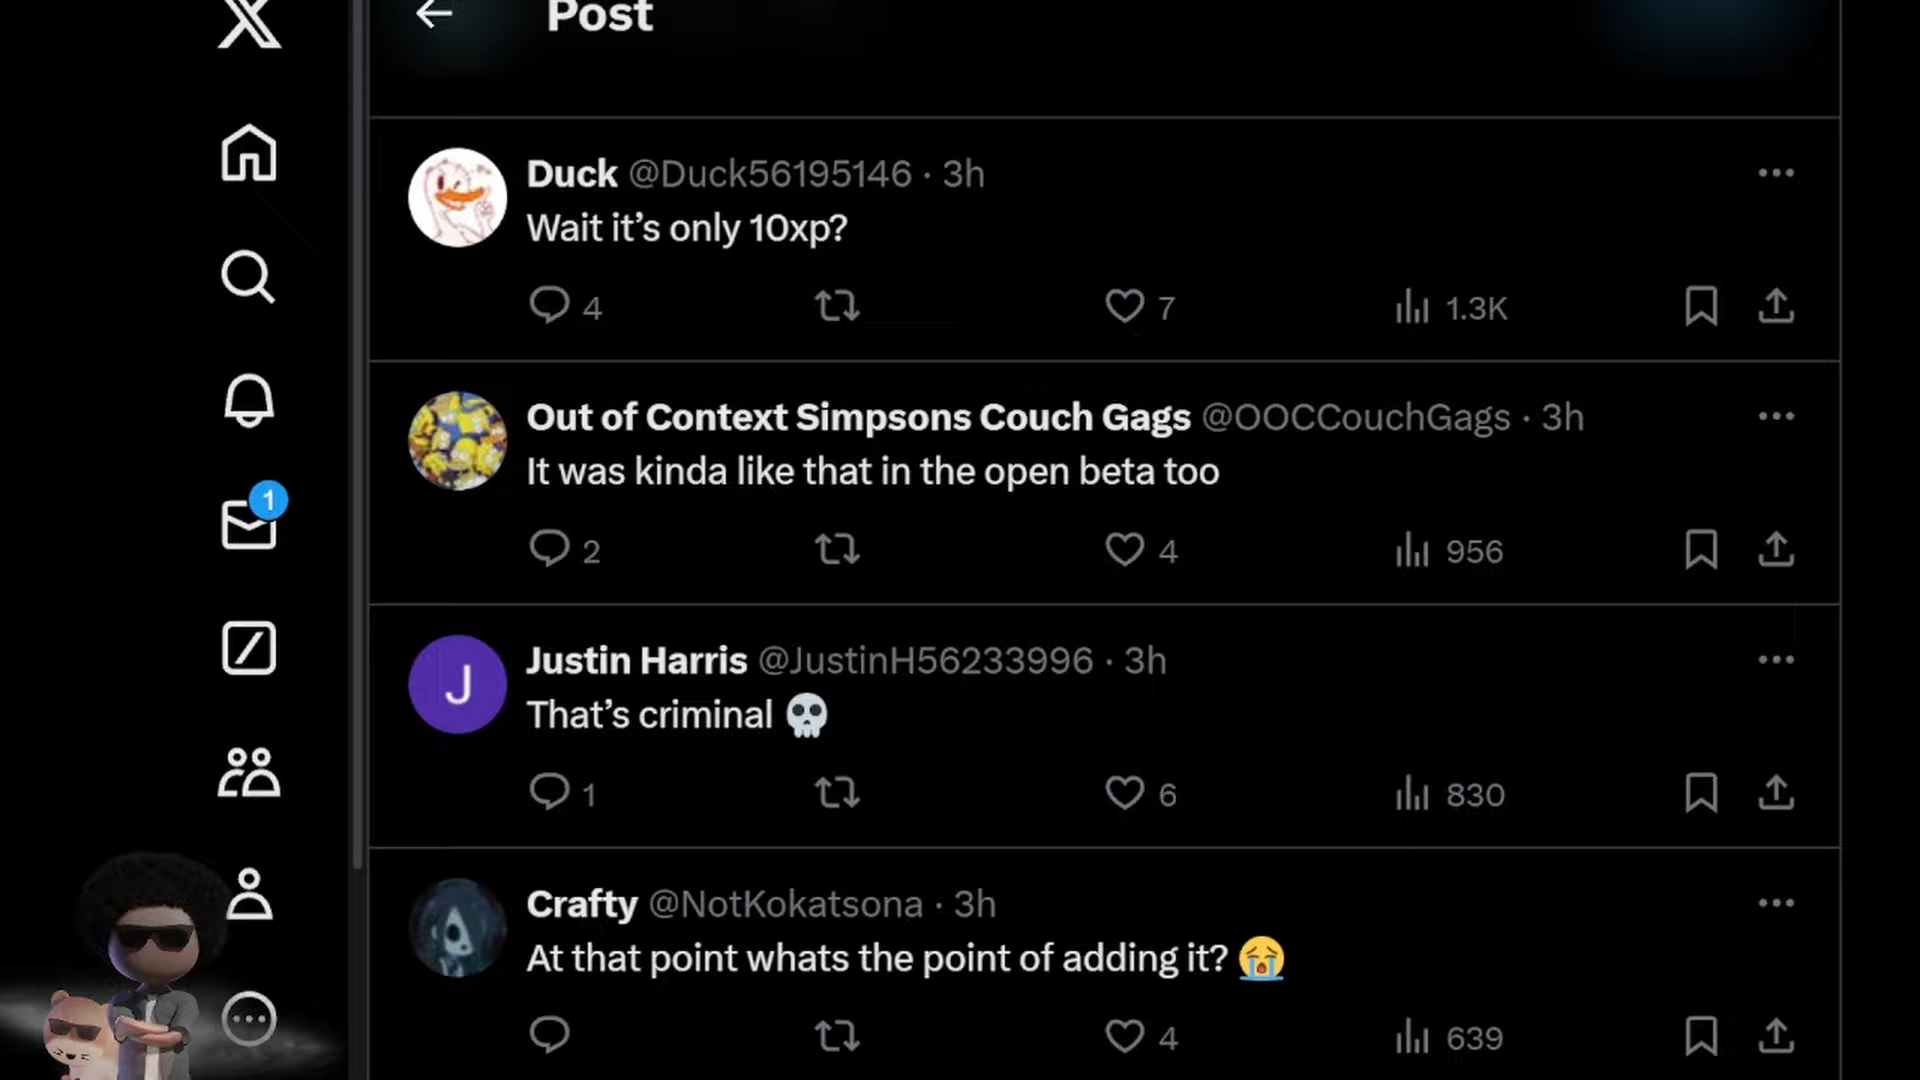 Post
Duck @Duck56195146 · 3h
Wait it’s only 10xp?
4 7 1.3K
Out of Context Simpsons Couch Gags @OOCCouchGags · 3h
1
It was kinda like that in the open beta too
2 4 956
Justin Harris @JustinH56233996 · 3h
J
That’s criminal 💀
1 6 830
Crafty @NotKokatsona · 3h
At that point whats the point of adding it? 😭
4 639